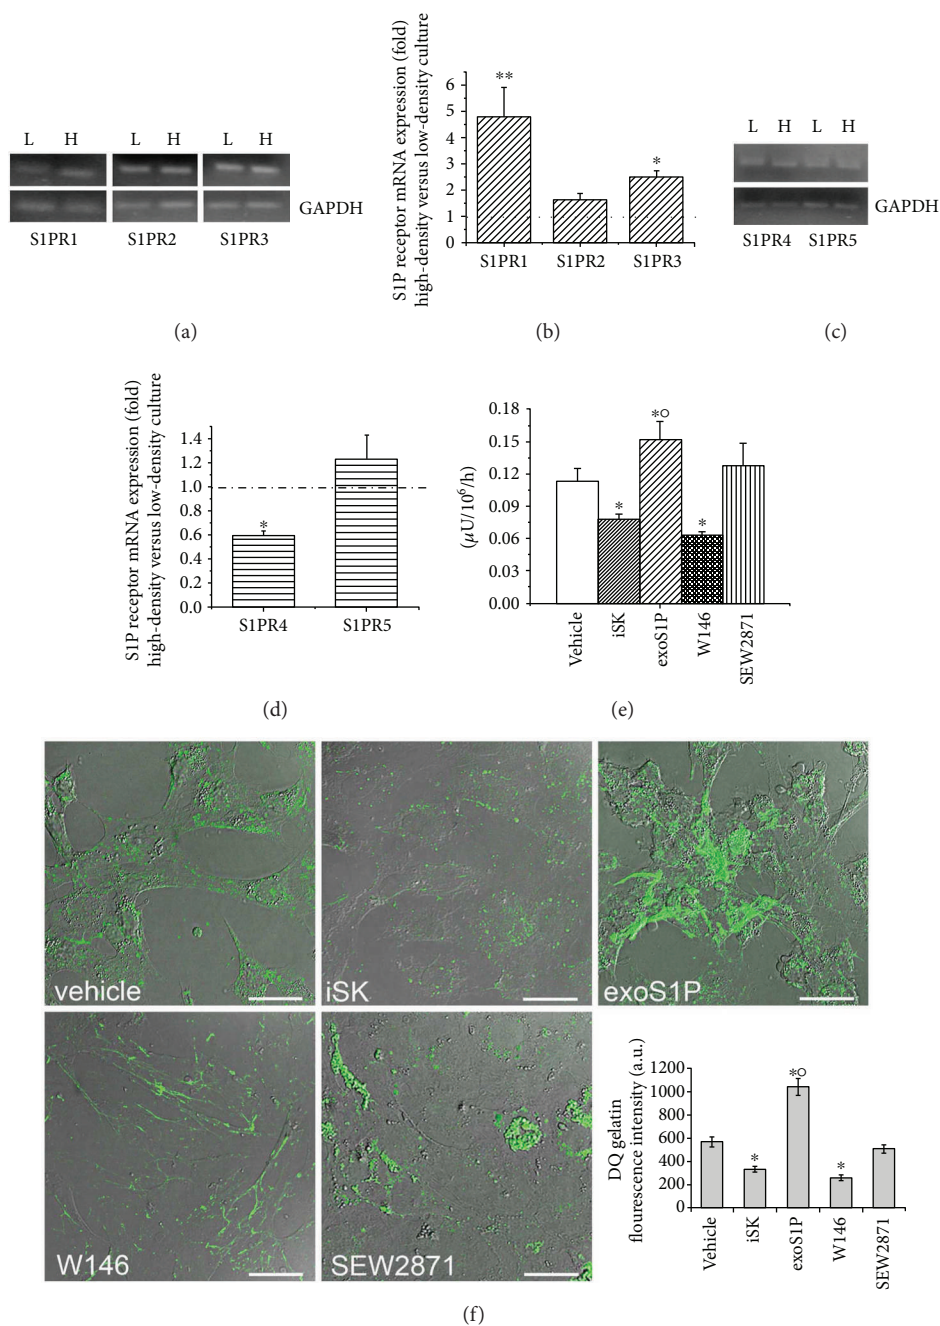 L H L H L H
GAPDH
S1PR1 S1PR2 S1PR3
(a)
S1P receptor mRNA expression (fold)
high-density versus low-density culture
6
5
4
3
2
1
0
**
*
S1PR1 S1PR2 S1PR3
(b)
L H L H
GAPDH
S1PR4 S1PR5
(c)
S1P receptor mRNA expression (fold)
high-density versus low-density culture
1.4
1.2
1.0
0.8
0.6
0.4
0.2
0.0
*
S1PR4 S1PR5
(d)
(μU/10⁶/h)
0.18
0.15
0.12
0.09
0.06
0.03
0.00
*
*○
*
Vehicle
iSK
exoS1P
W146
SEW2871
(e)
vehicle
iSK
exoS1P
W146
SEW2871
DQ gelatin
flourescence intensity (a.u.)
1200
1000
800
600
400
200
0
*
*○
*
Vehicle
iSK
exoS1P
W146
SEW2871
(f)